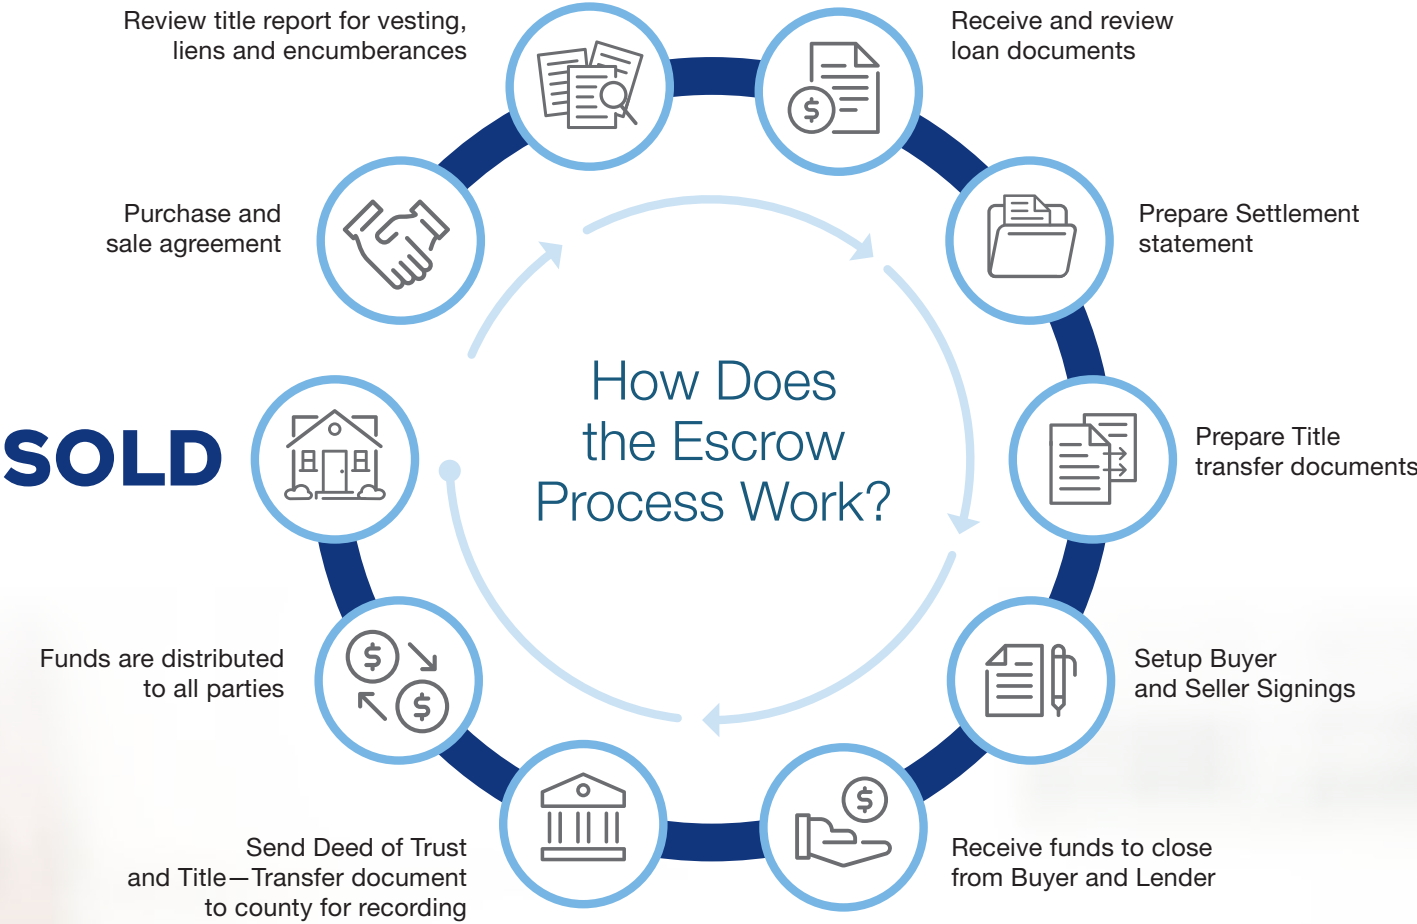 How Does
the Escrow
Process Work?
Purchase and
sale agreement
Review title report for vesting,
liens and encumberances
Receive and review
loan documents
Prepare Settlement
statement
Prepare Title
transfer documents
Setup Buyer
and Seller Signings
Receive funds to close
from Buyer and Lender
Send Deed of Trust
and Title—Transfer document
to county for recording
Funds are distributed
to all parties
SOLD
$
$
$
$